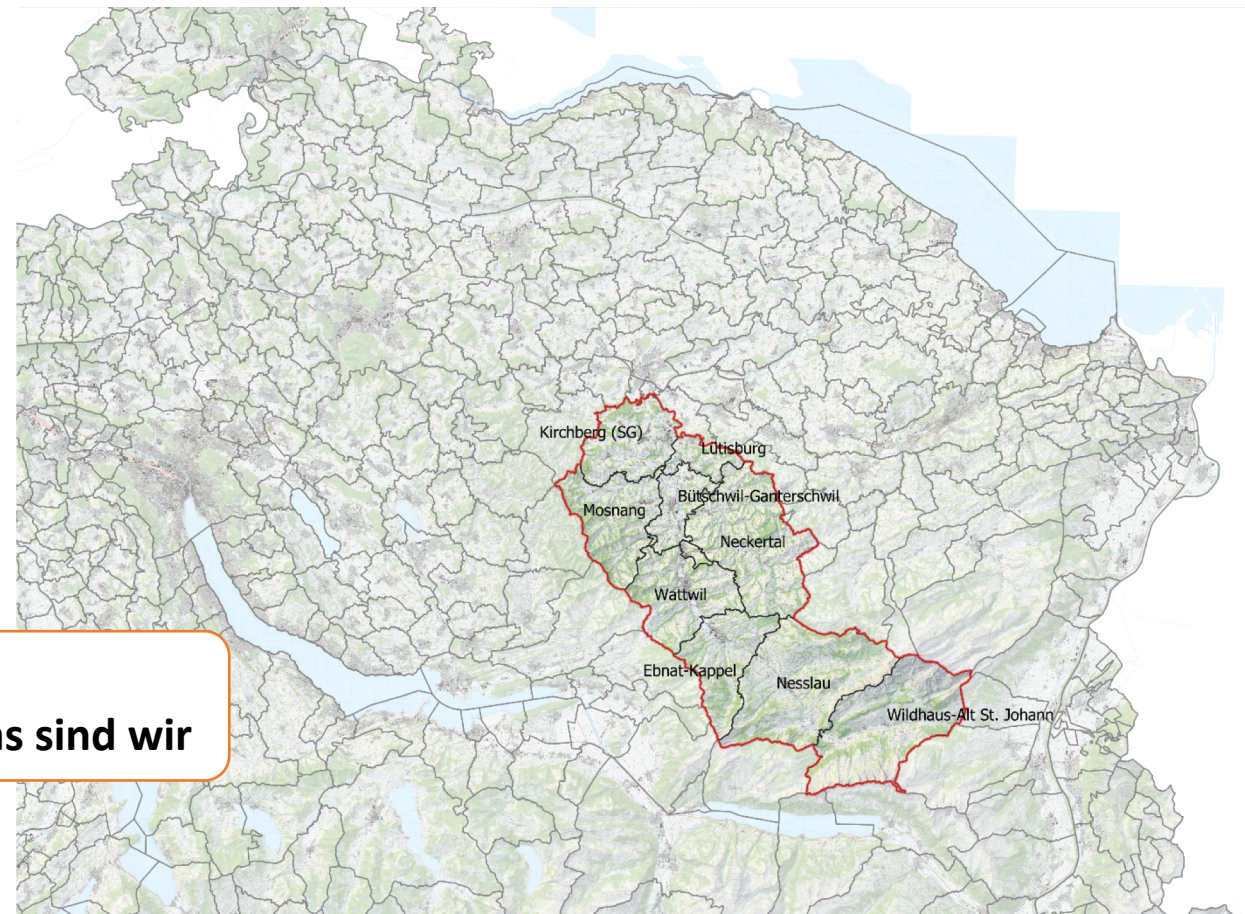 Kirchberg (SG)
Lütisburg
Bütschwil-Ganterschwil
Mosnang
Neckertal
Wattwil
Ebnat-Kappel
Nesslau
Wildhaus-Alt St. Johann
sind wir